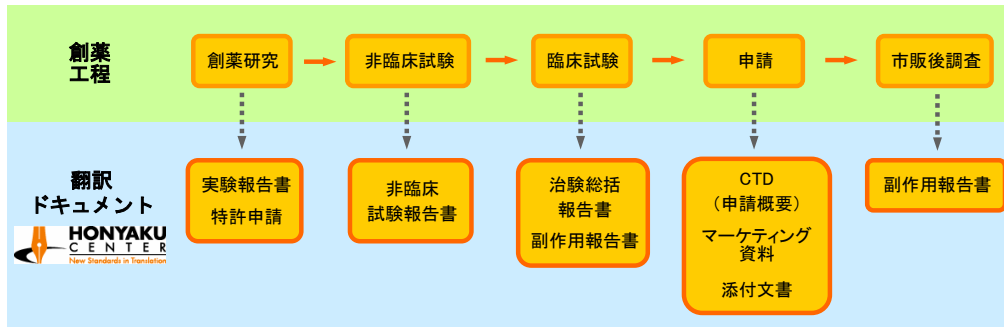 創薬
工程
創薬研究
非臨床試験
臨床試験
申請
市販後調査
翻訳
ドキュメント
HONYAKU
CENTER
New Standards in Translation
実験報告書
特許申請
非臨床
試験報告書
治験総括
報告書
副作用報告書
CTD
（申請概要）
マーケティング
資料
添付文書
副作用報告書